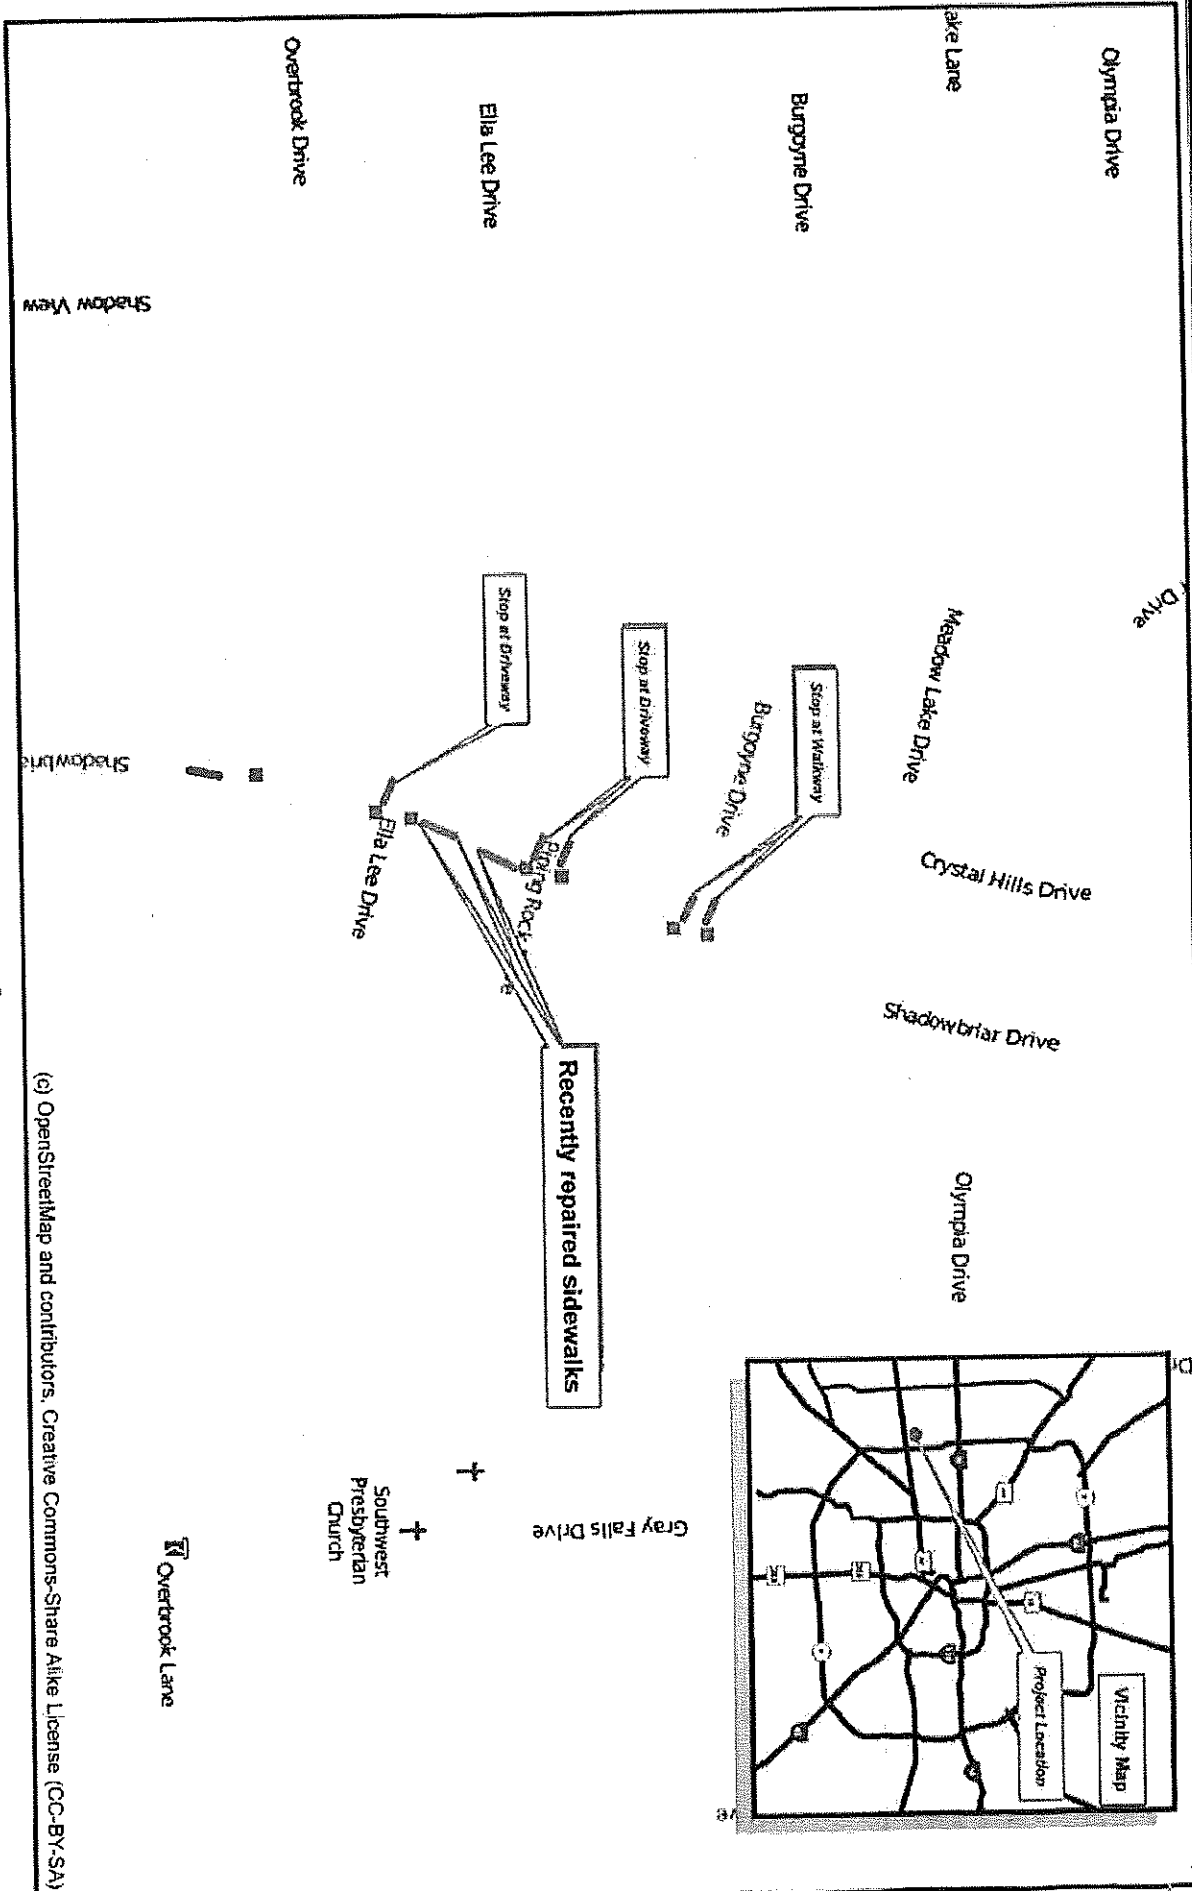 ake Lane
Olympia Drive
Burgoyne Drive
Ella Lee Drive
Overbrook Drive
Shadow View
Drive
Meadow Lake Drive
Crystal Hills Drive
Shadowbriar Drive
Olympia Drive
Stop at Walkway
Burgoyne Drive
Stop at Driveway
Stop at Driveway
Piping Rock
Ella Lee Drive
Shadowbria
Recently repaired sidewalks
Vicinity Map
Project Location
Gray Falls Drive
Southwest
Presbyterian
Church
Overbrook Lane
(c) OpenStreetMap and contributors, Creative Commons-Share Alike License (CC-BY-SA)